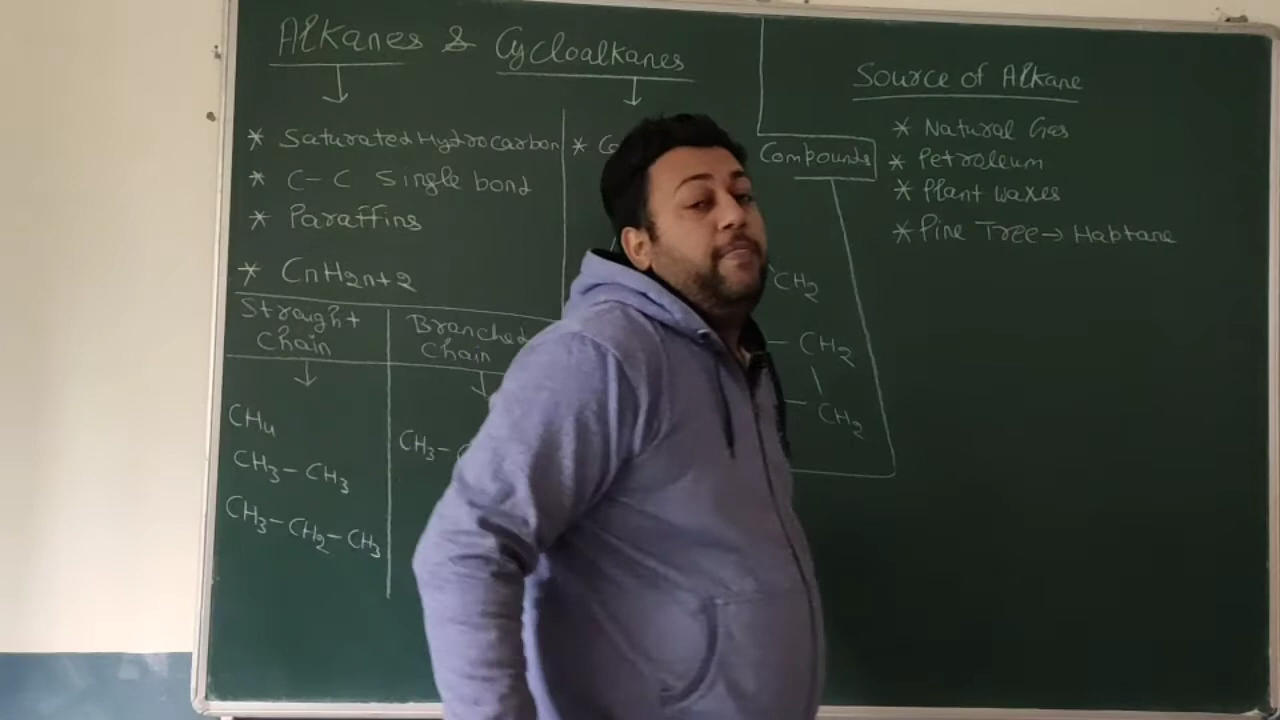 Alkanes & Cycloalkanes
* Saturated Hydrocarbon
* C-C Single bond
* Paraffins
* CnH2n+2
Straight Chain
Branched Chain
CH4
CH3-CH3
CH3-CH2-CH3
CH3-
*
Compounds
CH2
- CH2
- CH2
Source of Alkane
* Natural Gas
* Petroleum
* Plant waxes
* Pine Tree → Haptane